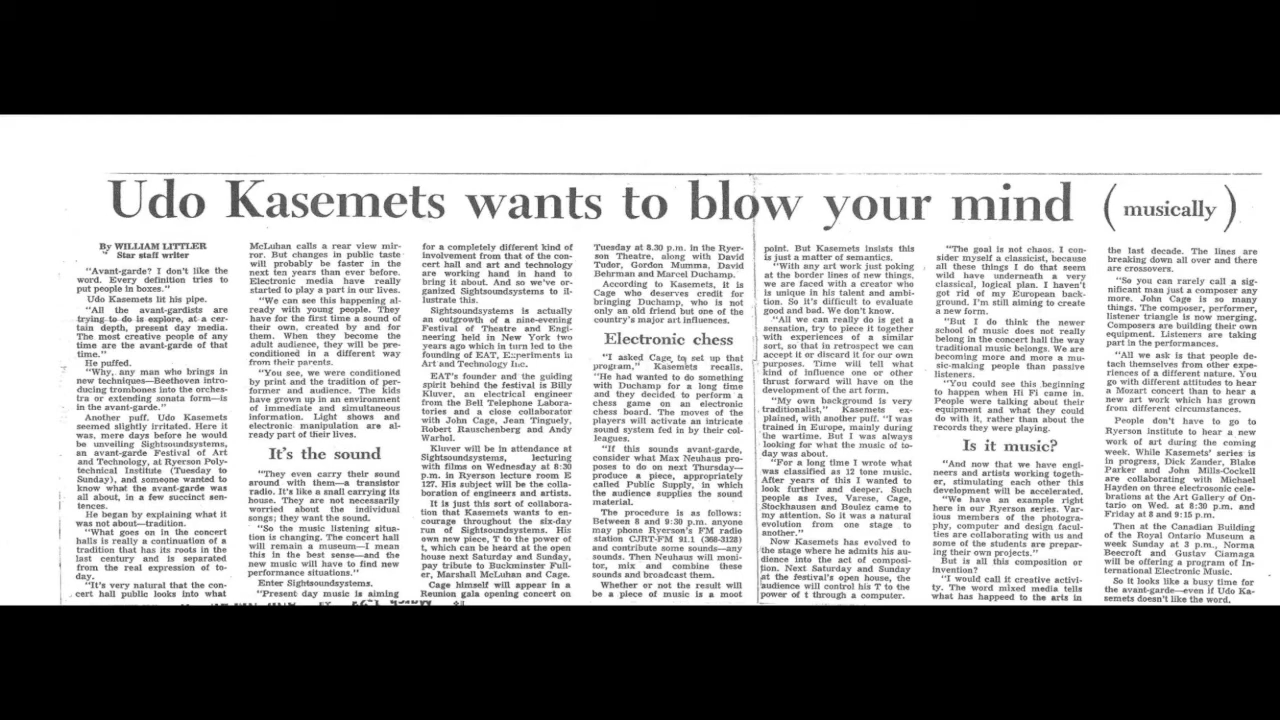 Udo Kasemets wants to blow your mind (musically)
By WILLIAM LITTLER
Star staff writer
"Avant-garde? I don't like the
word. Every definition tries to
put people in boxes."
Udo Kasemets lit his pipe.
"All the avant-gardists are
trying to do is explore, at a cer-
tain depth, present day media.
The most creative people of any
time are the avant-garde of that
time."
He puffed.
"Why, any man who brings in
new techniques—Beethoven intro-
ducing trombones into the orches-
tra or extending sonata form—is
in the avant-garde."
Another puff. Udo Kasemets
seemed slightly irritated. Here it
was, mere days before he would
be unveiling Sightsoundsystems,
an avant-garde Festival of Art
and Technology, at Ryerson Poly-
technical Institute (Tuesday to
Sunday), and someone wanted to
know what the avant-garde was
all about, in a few succinct sen-
tences.
He began by explaining what it
was not about—tradition.
"What goes on in the concert
halls is really a continuation of a
tradition that has its roots in the
last century and is separated
from the real expression of to-
day.
"It's very natural that the con-
cert hall public looks into what
McLuhan calls a rear view mir-
ror. But changes in public taste
will probably be faster in the
next ten years than ever before.
Electronic media have really
started to play a part in our lives.
"We can see this happening al-
ready with young people. They
have for the first time a sound of
their own, created by and for
them. When they become the
adult audience, they will be pre-
conditioned in a different way
from their parents.
"You see, we were conditioned
by print and the tradition of per-
former and audience. The kids
have grown up in an environment
of immediate and simultaneous
information. Light shows and
electronic manipulation are al-
ready part of their lives.
It's the sound
"They even carry their sound
around with them—a transistor
radio. It's like a snail carrying its
house. They are not necessarily
worried about the individual
songs; they want the sound.
"So the music listening situa-
tion is changing. The concert hall
will remain a museum—I mean
this in the best sense—and the
new music will have to find new
performance situations."
Enter Sightsoundsystems.
"Present day music is aiming
for a completely different kind of
involvement from that of the con-
cert hall and art and technology
are working hand in hand to
bring it about. And so we've or-
ganized Sightsoundsystems to il-
lustrate this.
Sightsoundsystems is actually
an outgrowth of a nine-evening
Festival of Theatre and Engi-
neering held in New York two
years ago which in turn led to the
founding of EAT, Experiments in
Art and Technology Inc.
EAT's founder and the guiding
spirit behind the festival is Billy
Kluver, an electrical engineer
from the Bell Telephone Labora-
tories and a close collaborator
with John Cage, Jean Tinguely,
Robert Rauschenberg and Andy
Warhol.
Kluver will be in attendance at
Sightsoundsystems, lecturing
with films on Wednesday at 8:30
p.m. in Ryerson lecture room E
127. His subject will be the colla-
boration of engineers and artists.
It is just this sort of collabora-
tion that Kasemets wants to en-
courage throughout the six-day
run of Sightsoundsystems. His
own new piece, T to the power of
t, which can be heard at the open
house next Saturday and Sunday,
pay tribute to Buckminster Full-
er, Marshall McLuhan and Cage.
Cage himself will appear in a
Reunion gala opening concert on
Tuesday at 8.30 p.m. in the Ryer-
son Theatre, along with David
Tudor, Gordon Mumma, David
Behrman and Marcel Duchamp.
According to Kasemets, it is
Cage who deserves credit for
bringing Duchamp, who is not
only an old friend but one of the
country's major art influences.
Electronic chess
"I asked Cage to set up that
program," Kasemets recalls.
"He had wanted to do something
with Duchamp for a long time
and they decided to perform a
chess game on an electronic
chess board. The moves of the
players will activate an intricate
sound system fed in by their col-
leagues.
"If this sounds avant-garde,
consider what Max Neuhaus pro-
poses to do on next Thursday—
produce a piece, appropriately
called Public Supply, in which
the audience supplies the sound
material.
The procedure is as follows:
Between 8 and 9:30 p.m. anyone
may phone Ryerson's FM radio
station CJRT-FM 91.1 (368-3128)
and contribute some sounds—any
sounds. Then Neuhaus will moni-
tor, mix and combine these
sounds and broadcast them.
Whether or not the result will
be a piece of music is a moot
point. But Kasemets insists this
is just a matter of semantics.
"With any art work just poking
at the border lines of new things,
we are faced with a creator who
is unique in his talent and ambi-
tion. So it's difficult to evaluate
good and bad. We don't know.
"All we can really do is get a
sensation, try to piece it together
with experiences of a similar
sort, so that in retrospect we can
accept it or discard it for our own
purposes. Time will tell what
kind of influence one or other
thrust forward will have on the
development of the art form.
"My own background is very
traditionalist," Kasemets ex-
plained, with another puff. "I was
trained in Europe, mainly during
the wartime. But I was always
looking for what the music of to-
day was about.
"For a long time I wrote what
was classified as 12 tone music.
After years of this I wanted to
look further and deeper. Such
people as Ives, Varese, Cage,
Stockhausen and Boulez came to
my attention. So it was a natural
evolution from one stage to
another."
Now Kasemets has evolved to
the stage where he admits his au-
dience into the act of composi-
tion. Next Saturday and Sunday
at the festival's open house, the
audience will control his T to the
power of t through a computer.
"The goal is not chaos. I con-
sider myself a classicist, because
all these things I do that seem
wild have underneath a very
classical, logical plan. I haven't
got rid of my European back-
ground. I'm still aiming to create
a new form.
"But I do think the newer
school of music does not really
belong in the concert hall the way
traditional music belongs. We are
becoming more and more a mu-
sic-making people than passive
listeners.
"You could see this beginning
to happen when Hi Fi came in.
People were talking about their
equipment and what they could
do with it, rather than about the
records they were playing.
Is it music?
"And now that we have engi-
neers and artists working togeth-
er, stimulating each other this
development will be accelerated.
"We have an example right
here in our Ryerson series. Var-
ious members of the photogra-
phy, computer and design facul-
ties are collaborating with us and
some of the students are prepar-
ing their own projects."
But is all this composition or
invention?
"I would call it creative activi-
ty. The word mixed media tells
what has happeed to the arts in
the last decade. The lines are
breaking down all over and there
are crossovers.
"So you can rarely call a sig-
nificant man just a composer any
more. John Cage is so many
things. The composer, performer,
listener triangle is now merging.
Composers are building their own
equipment. Listeners are taking
part in the performances.
"All we ask is that people de-
tach themselves from other expe-
riences of a different nature. You
go with different attitudes to hear
a Mozart concert than to hear a
new art work which has grown
from different circumstances.
People don't have to go to
Ryerson institute to hear a new
work of art during the coming
week. While Kasemets' series is
in progress, Dick Zander, Blake
Parker and John Mills-Cockell
are collaborating with Michael
Hayden on three electronic cele-
brations at the Art Gallery of On-
tario on Wed. at 8:30 p.m. and
Friday at 8 and 9:15 p.m.
Then at the Canadian Building
of the Royal Ontario Museum a
week Sunday at 3 p.m., Norma
Beecroft and Gustav Ciamaga
will be offering a program of In-
ternational Electronic Music.
So it looks like a busy time for
the avant-garde—even if Udo Ka-
semets doesn't like the word.